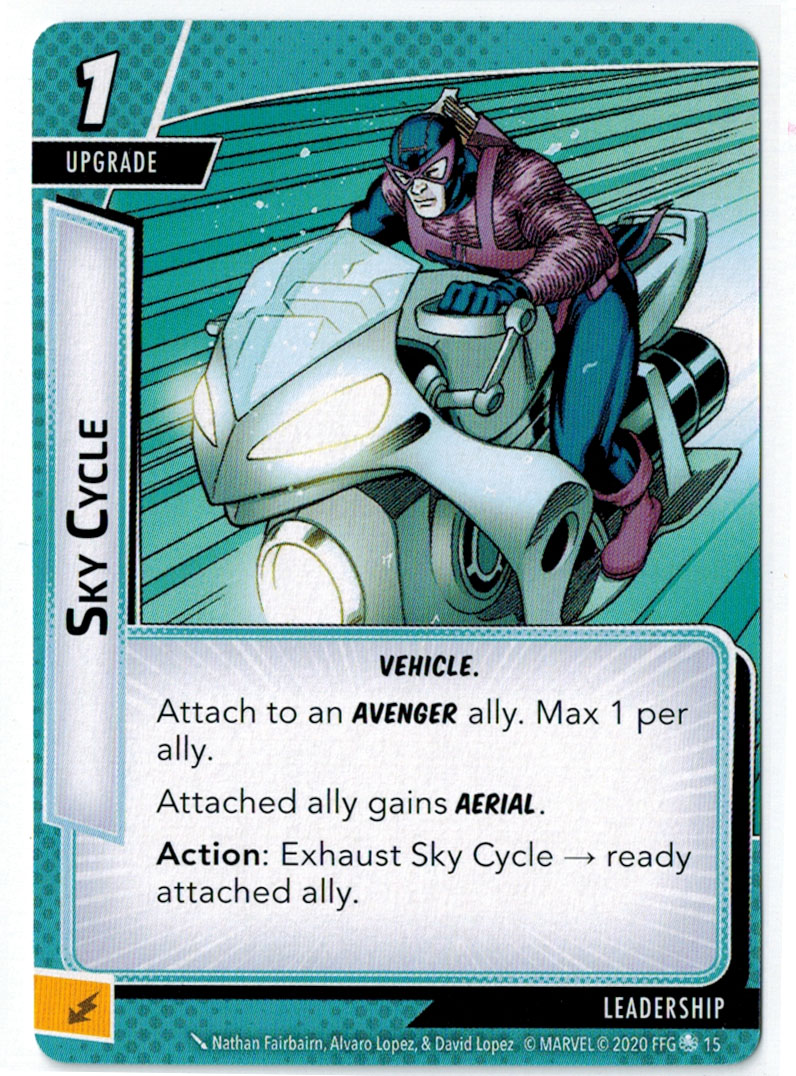 1
UPGRADE
SKY CYCLE
VEHICLE.
Attach to an AVENGER ally. Max 1 per
ally.
Attached ally gains AERIAL.
Action: Exhaust Sky Cycle → ready
attached ally.
LEADERSHIP
Nathan Fairbairn, Alvaro Lopez, & David Lopez © MARVEL © 2020 FFG 15